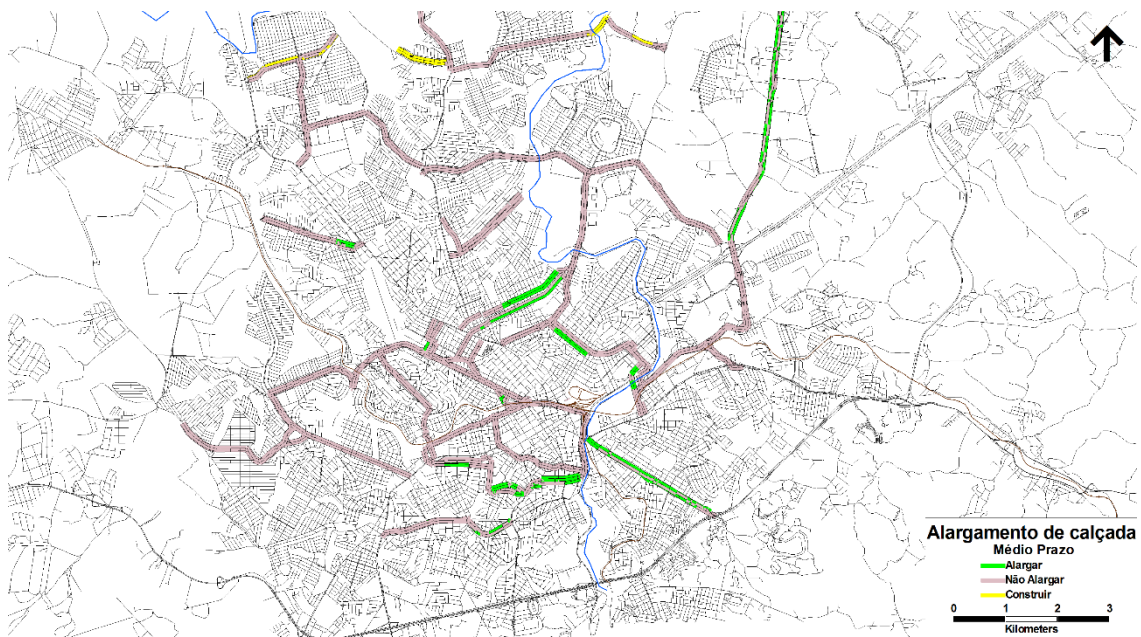 Alargamento de calçada
Médio Prazo
Alargar
Não Alargar
Construir
0 1 2 3
Kilometers